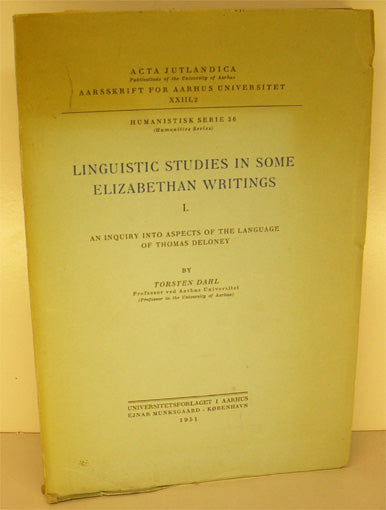 ACTA JUTLANDICA
Publications of the University of Aarhus
AARSSKRIFT FOR AARHUS UNIVERSITET
XXIII,2
HUMANISTISK SERIE 36
(Humanities Series)
LINGUISTIC STUDIES IN SOME
ELIZABETHAN WRITINGS
I.
AN INQUIRY INTO ASPECTS OF THE LANGUAGE
OF THOMAS DELONEY
BY
TORSTEN DAHL
Professor ved Aarhus Universitet
(Professor in the University of Aarhus)
UNIVERSITETSFORLAGET I AARHUS
EJNAR MUNKSGAARD - KØBENHAVN
1951